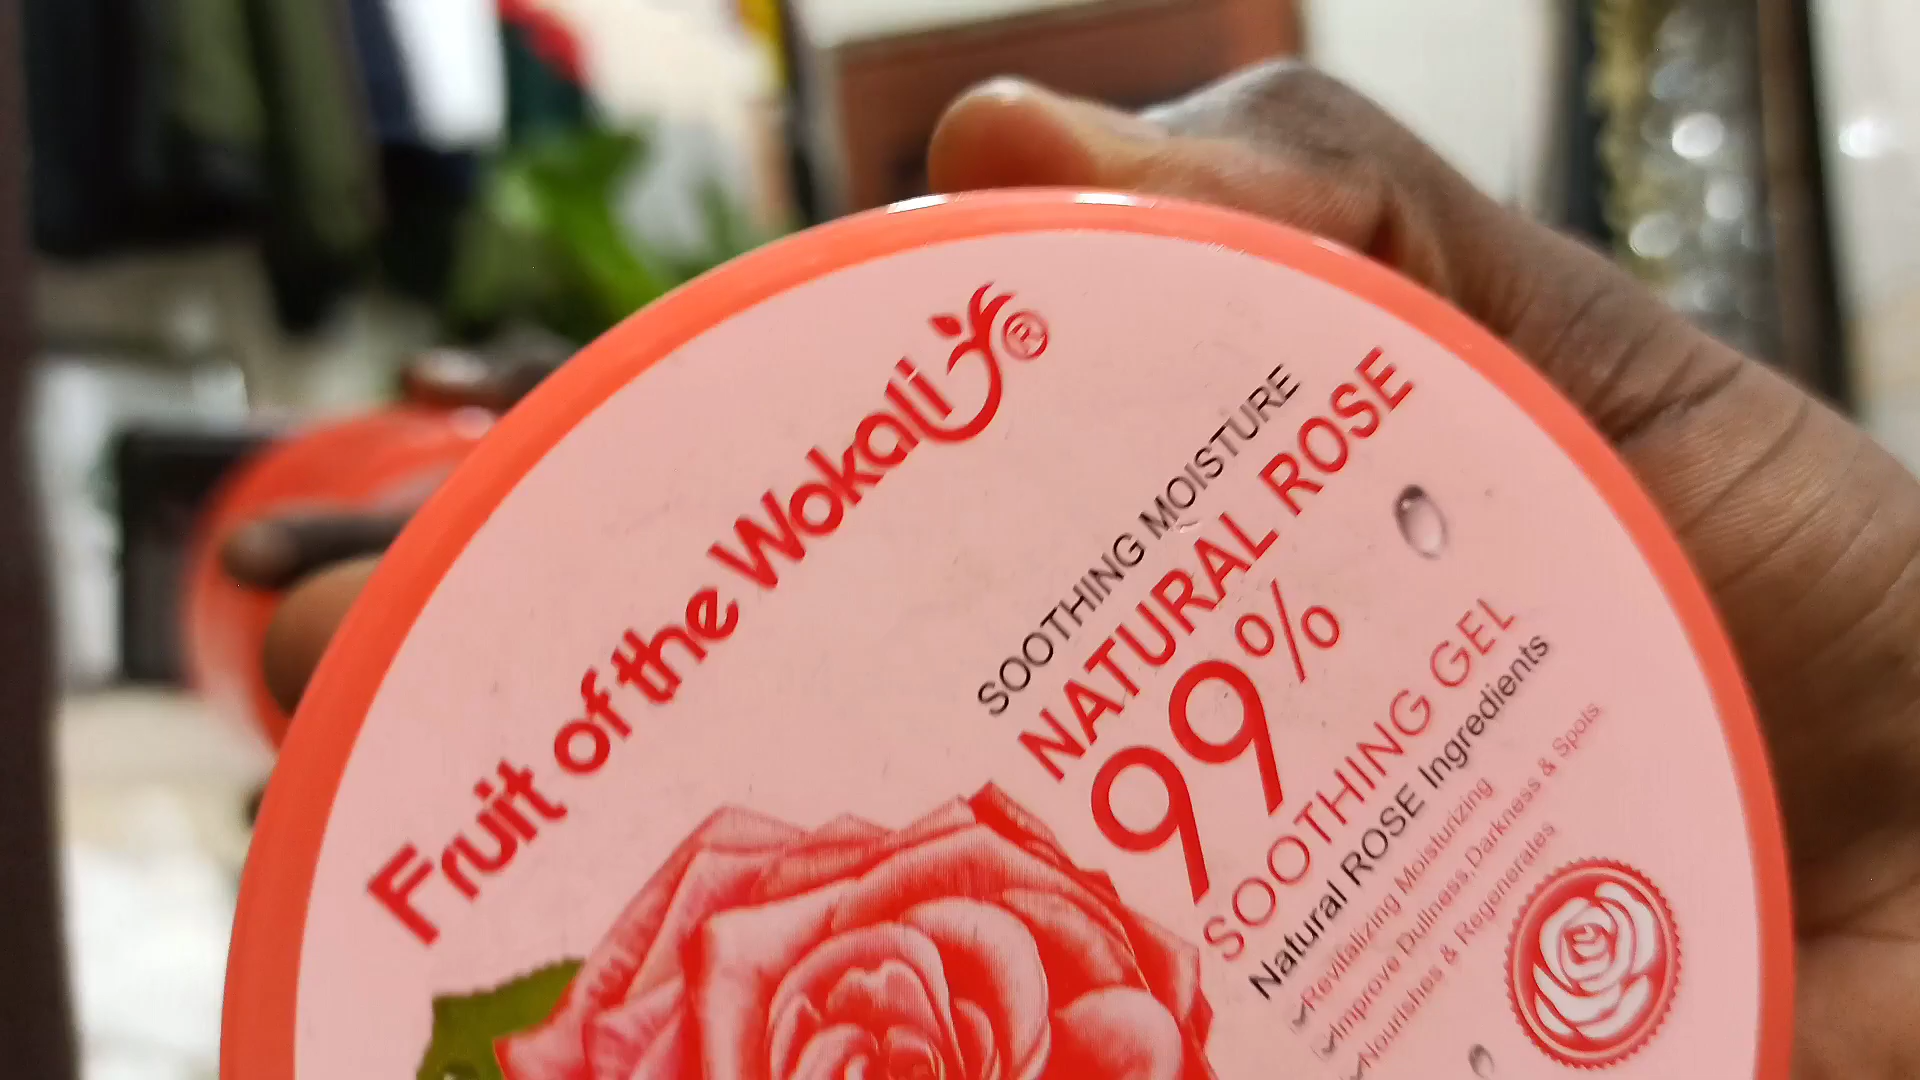 Fruit of the Wokali®
SOOTHING MOISTURE
NATURAL ROSE
99%
SOOTHING GEL
Natural ROSE Ingredients
Revitalizing Moisturizing
Improve Dullness,Darkness & Spots
Nourishes & Regenerates